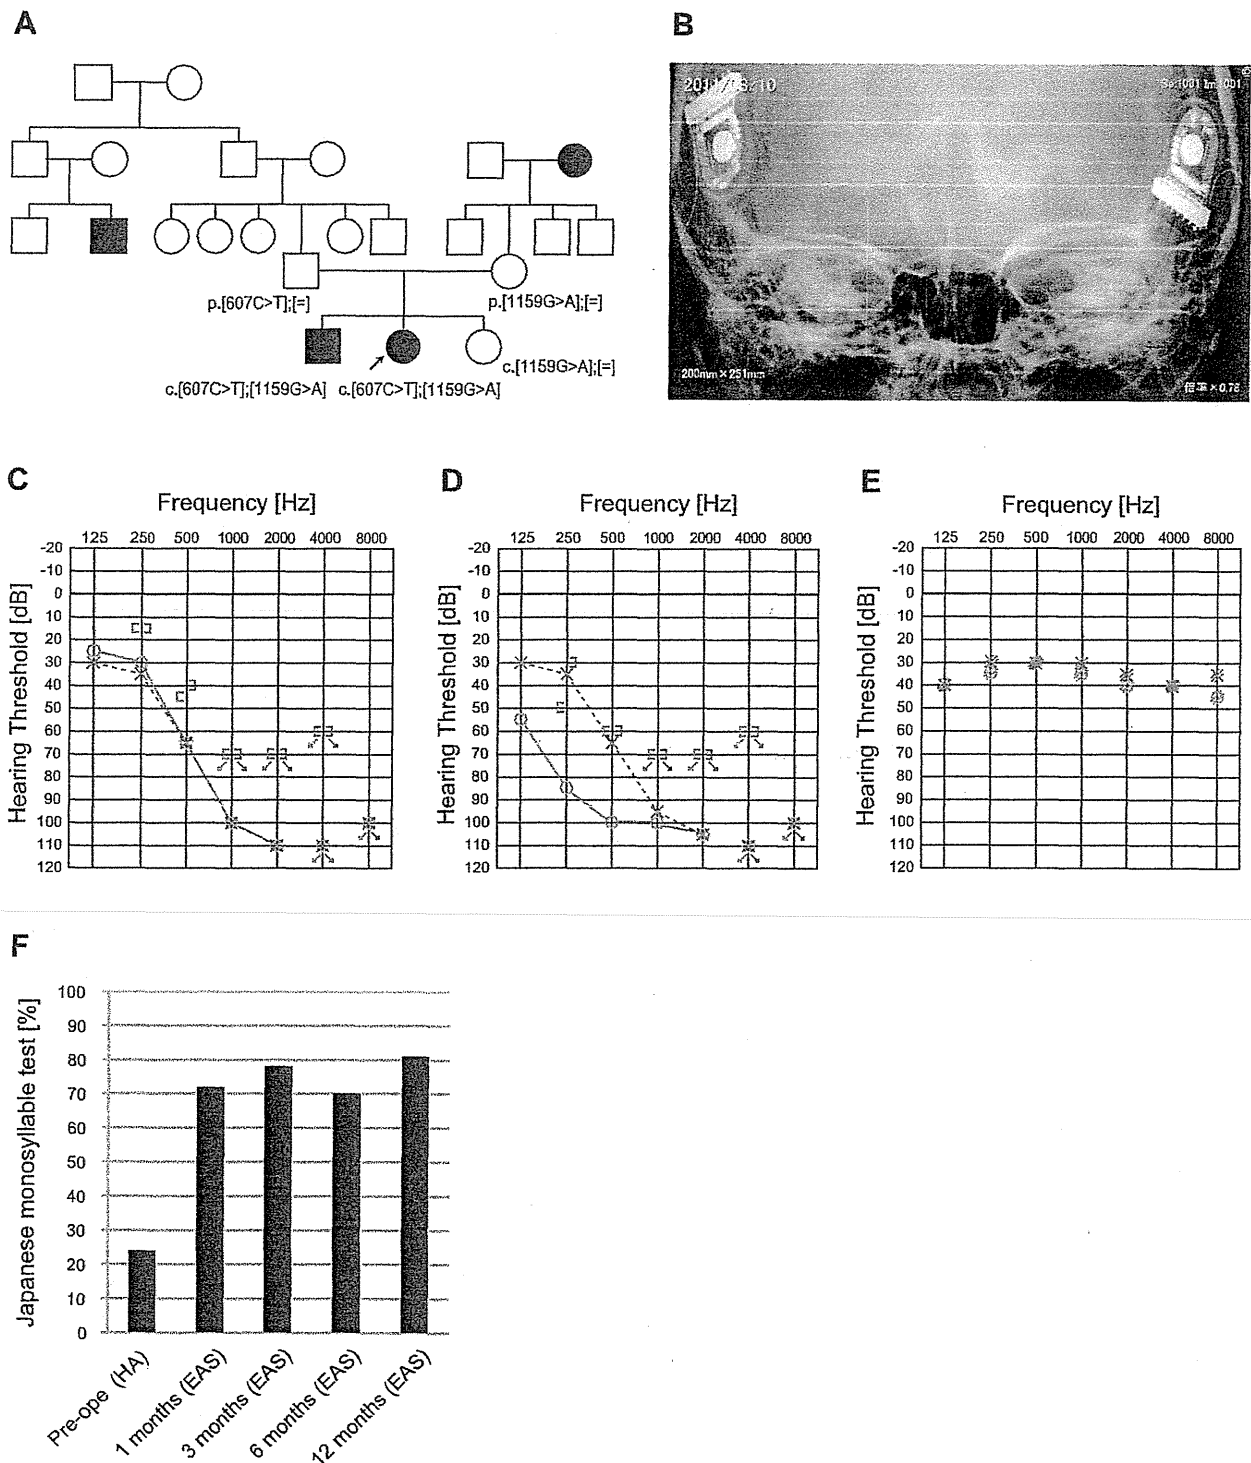 A
p.[607C>T];[=]
p.[1159G>A];[=]
c.[1159G>A];[=]
c.[607C>T];[1159G>A]
c.[607C>T];[1159G>A]
B
200mm×251mm
倍率×0.78
C
Frequency [Hz]
125 250 500 1000 2000 4000 8000
Hearing Threshold [dB]
-20
-10
0
10
20
30
40
50
60
70
80
90
100
110
120
D
Frequency [Hz]
125 250 500 1000 2000 4000 8000
Hearing Threshold [dB]
-20
-10
0
10
20
30
40
50
60
70
80
90
100
110
120
E
Frequency [Hz]
125 250 500 1000 2000 4000 8000
Hearing Threshold [dB]
-20
-10
0
10
20
30
40
50
60
70
80
90
100
110
120
F
Japanese monosyllable test [%]
100
90
80
70
60
50
40
30
20
10
0
Pre-ope (HA)
1 months (EAS)
3 months (EAS)
6 months (EAS)
12 months (EAS)